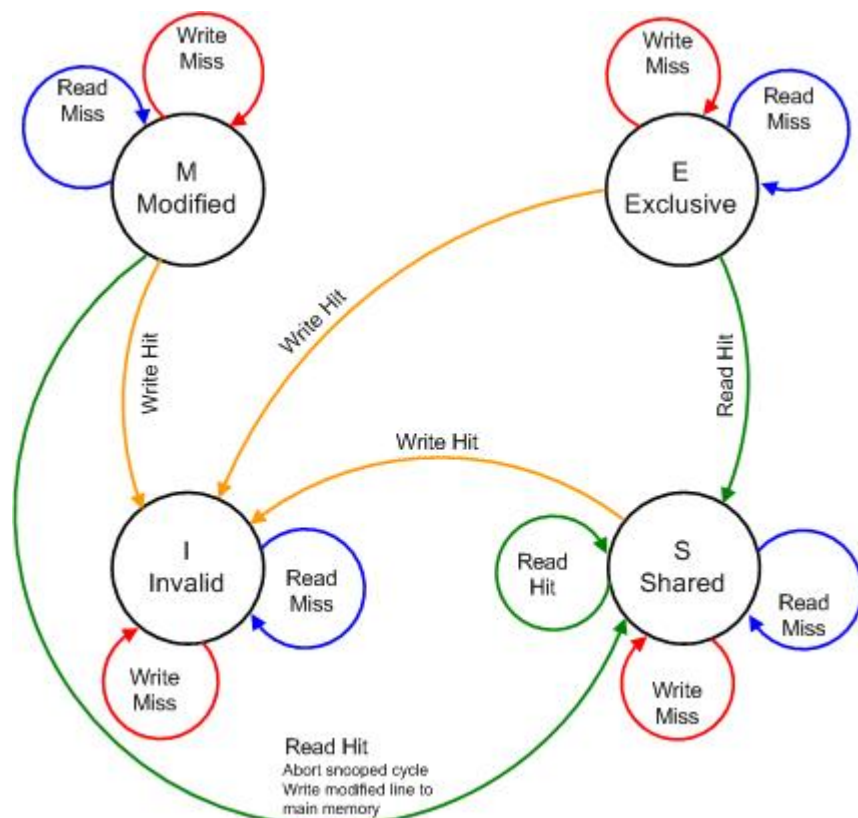 Write
Miss
Read
Miss
M
Modified
Write
Miss
Read
Miss
E
Exclusive
Write Hit
Write Hit
Read Hit
Write Hit
I
Invalid
Read
Miss
Write
Miss
Read
Hit
S
Shared
Read
Miss
Write
Miss
Read Hit
Abort snooped cycle
Write modified line to
main memory